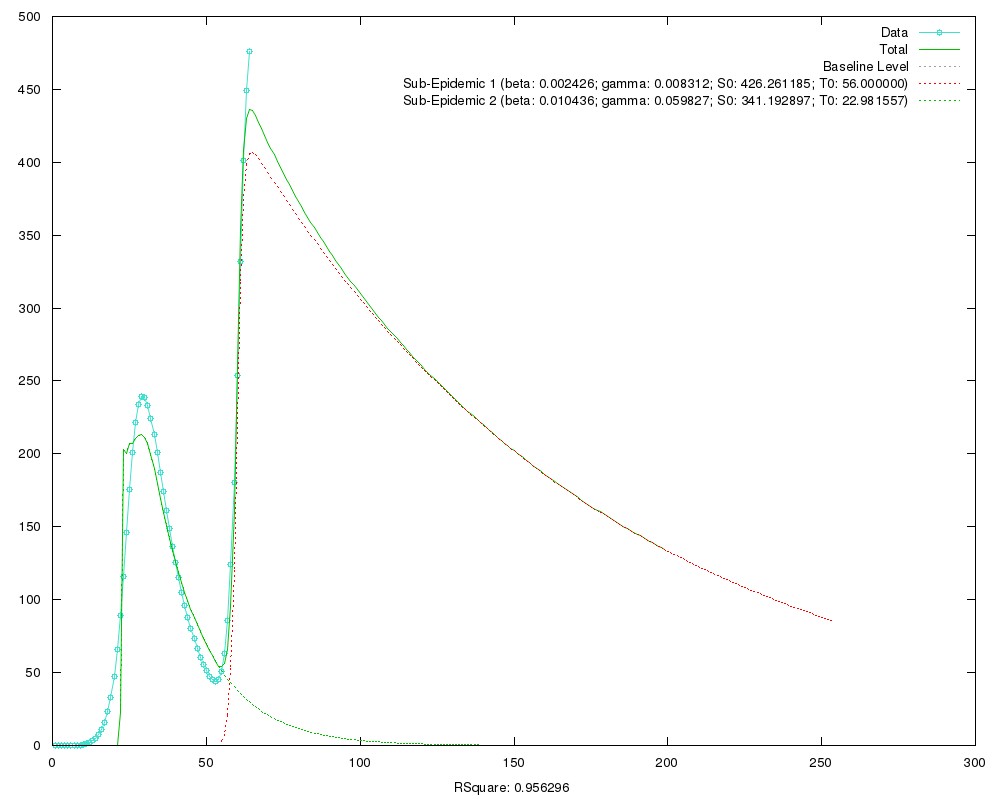 500
450
400
350
300
250
200
150
100
50
0
0 50 100 150 200 250 300
Data
Total
Baseline Level
Sub-Epidemic 1 (beta: 0.002426; gamma: 0.008312; S0: 426.261185; T0: 56.000000)
Sub-Epidemic 2 (beta: 0.010436; gamma: 0.059827; S0: 341.192897; T0: 22.981557)
RSquare: 0.956296